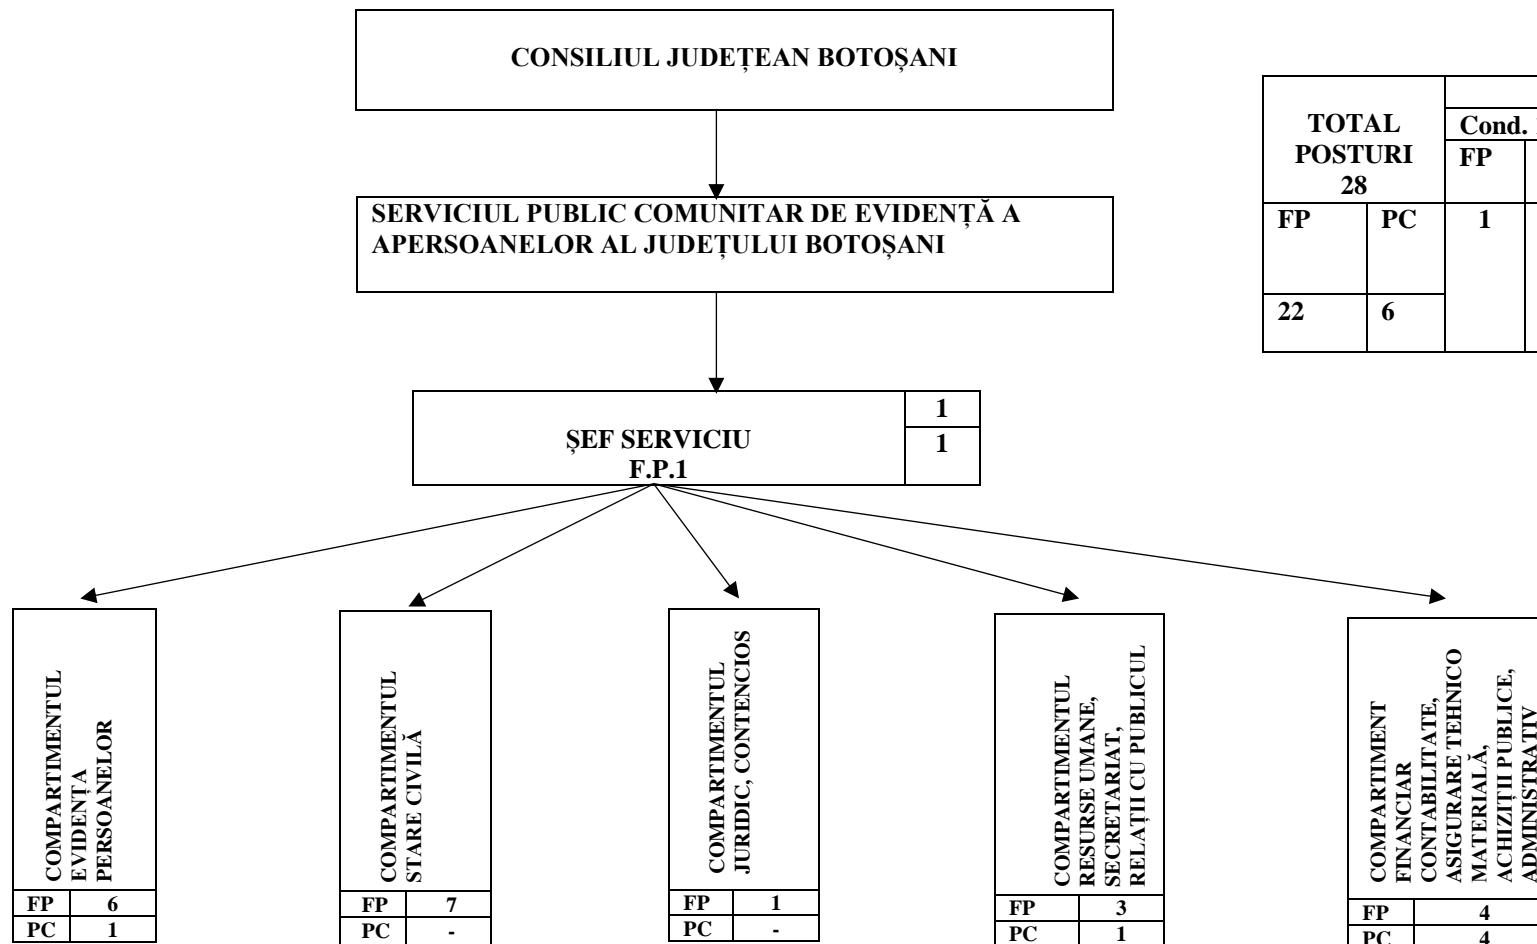 CONSILIUL JUDEȚEAN BOTOȘANI
TOTAL
POSTURI
28
Cond.
FP
FP PC 1
22 6
SERVICIUL PUBLIC COMUNITAR DE EVIDENȚĂ A
APERSOANELOR AL JUDEȚULUI BOTOȘANI
ȘEF SERVICIU
F.P.1
1
1
COMPARTIMENTUL
EVIDENȚA
PERSOANELOR
FP 6
PC 1
COMPARTIMENTUL
STARE CIVILĂ
FP 7
PC -
COMPARTIMENTUL
JURIDIC, CONTENCIOS
FP 1
PC -
COMPARTIMENTUL
RESURSE UMANE,
SECRETARIAT,
RELAȚII CU PUBLICUL
FP 3
PC 1
COMPARTIMENT
FINANCIAR
CONTABILITATE,
ASIGURARE TEHNICO
MATERIALĂ,
ACHIZIȚII PUBLICE,
ADMINISTRATIV
FP 4
PC 4